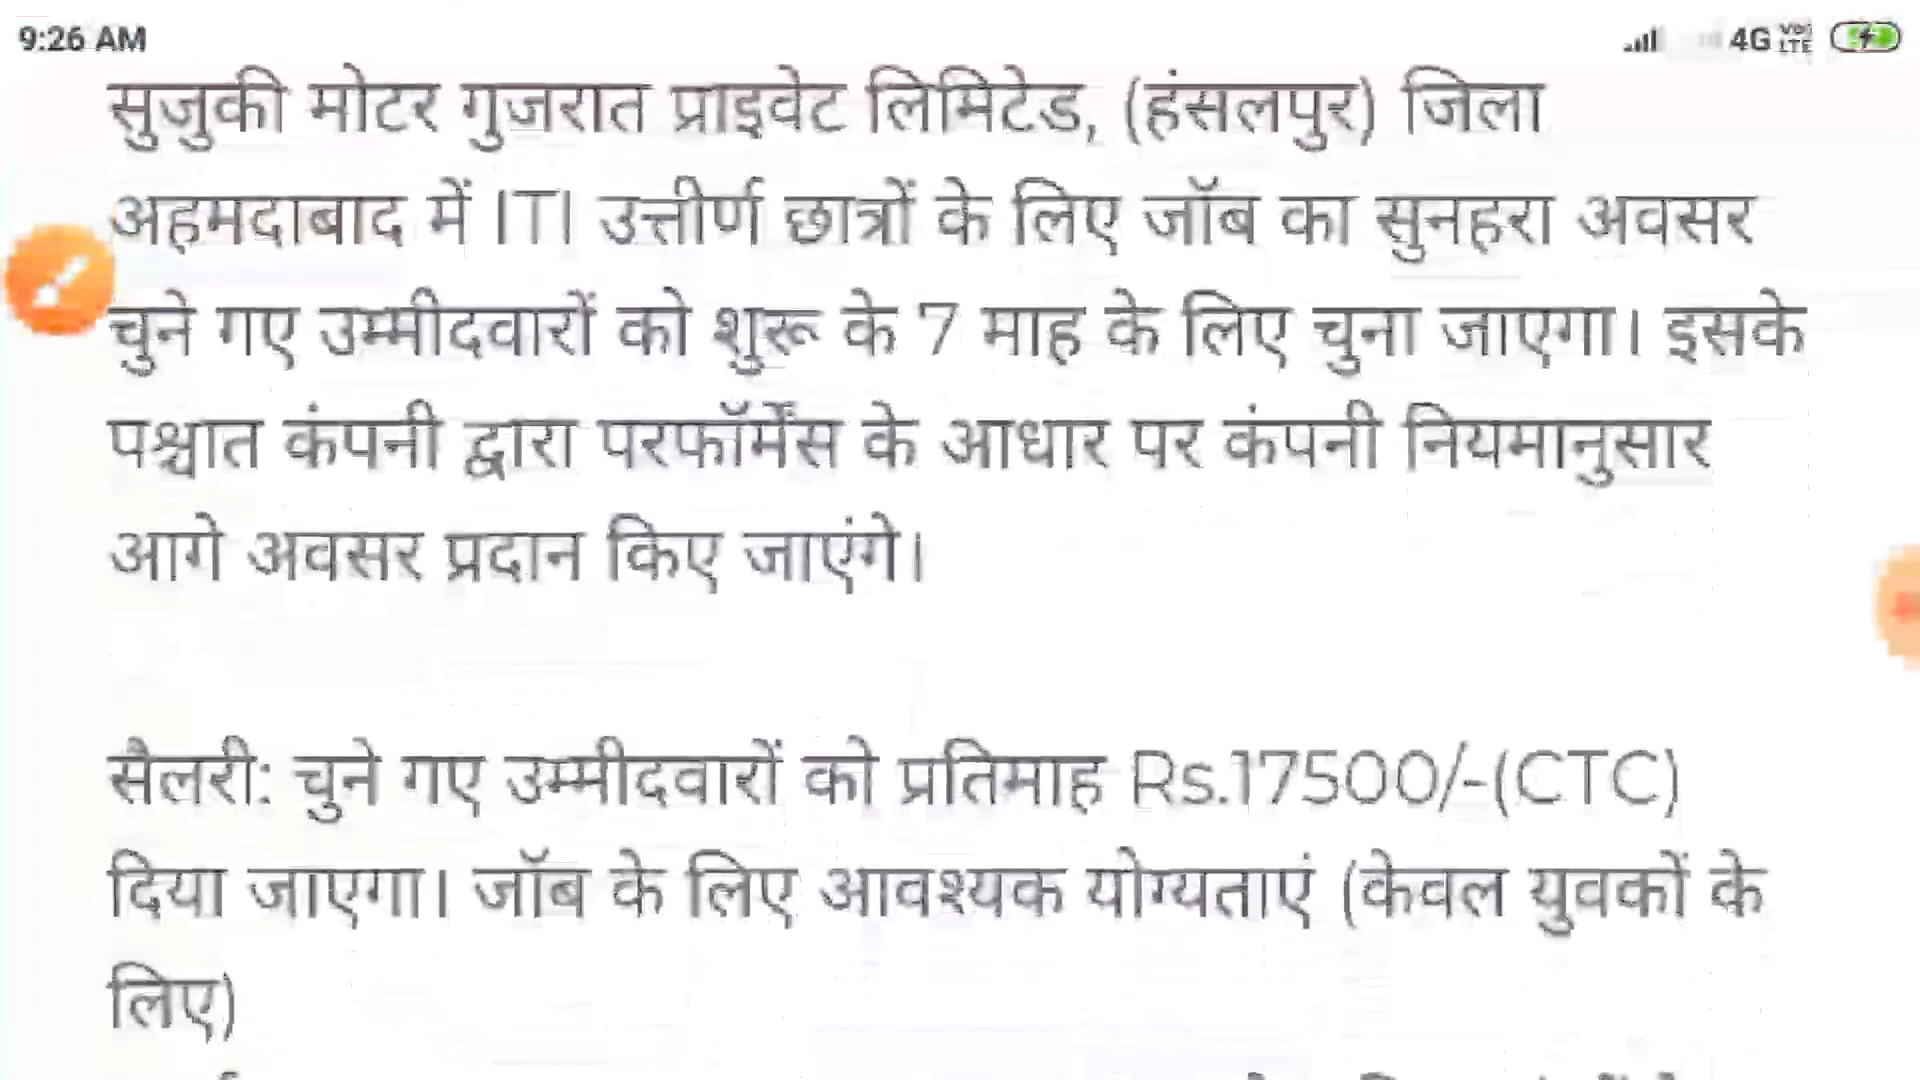 9:26 AM 4G VoLTE
सुजुकी मोटर गुजरात प्राइवेट लिमिटेड, (हंसलपुर) जिला
अहमदाबाद में ITI उत्तीर्ण छात्रों के लिए जॉब का सुनहरा अवसर
चुने गए उम्मीदवारों को शुरू के 7 माह के लिए चुना जाएगा। इसके
पश्चात कंपनी द्वारा परफॉर्मेंस के आधार पर कंपनी नियमानुसार
आगे अवसर प्रदान किए जाएंगे।
सैलरी: चुने गए उम्मीदवारों को प्रतिमाह Rs.17500/-(CTC)
दिया जाएगा। जॉब के लिए आवश्यक योग्यताएं (केवल युवकों के
लिए)